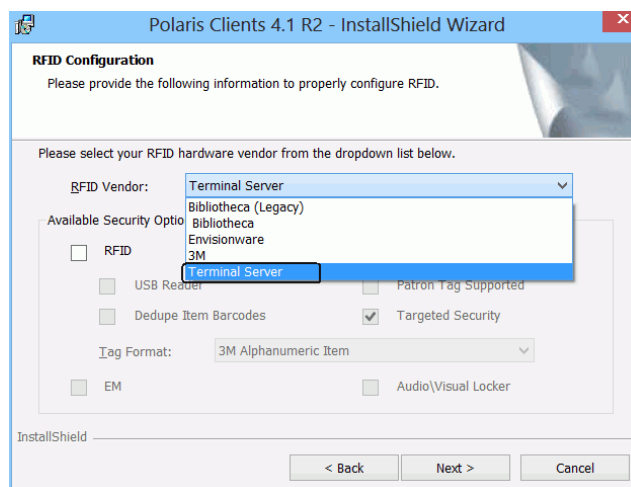 Polaris Clients 4.1 R2 - InstallShield Wizard
RFID Configuration
Please provide the following information to properly configure RFID.
Please select your RFID hardware vendor from the dropdown list below.
RFID Vendor: Terminal Server
Bibliotheca (Legacy)
Available Security Optio
Bibliotheca
Envisionware
RFID
3M
Terminal Server
USB Reader
Patron Tag Supported
Dedupe Item Barcodes
Targeted Security
Tag Format: 3M Alphanumeric Item
EM
Audio\Visual Locker
InstallShield
< Back
Next >
Cancel